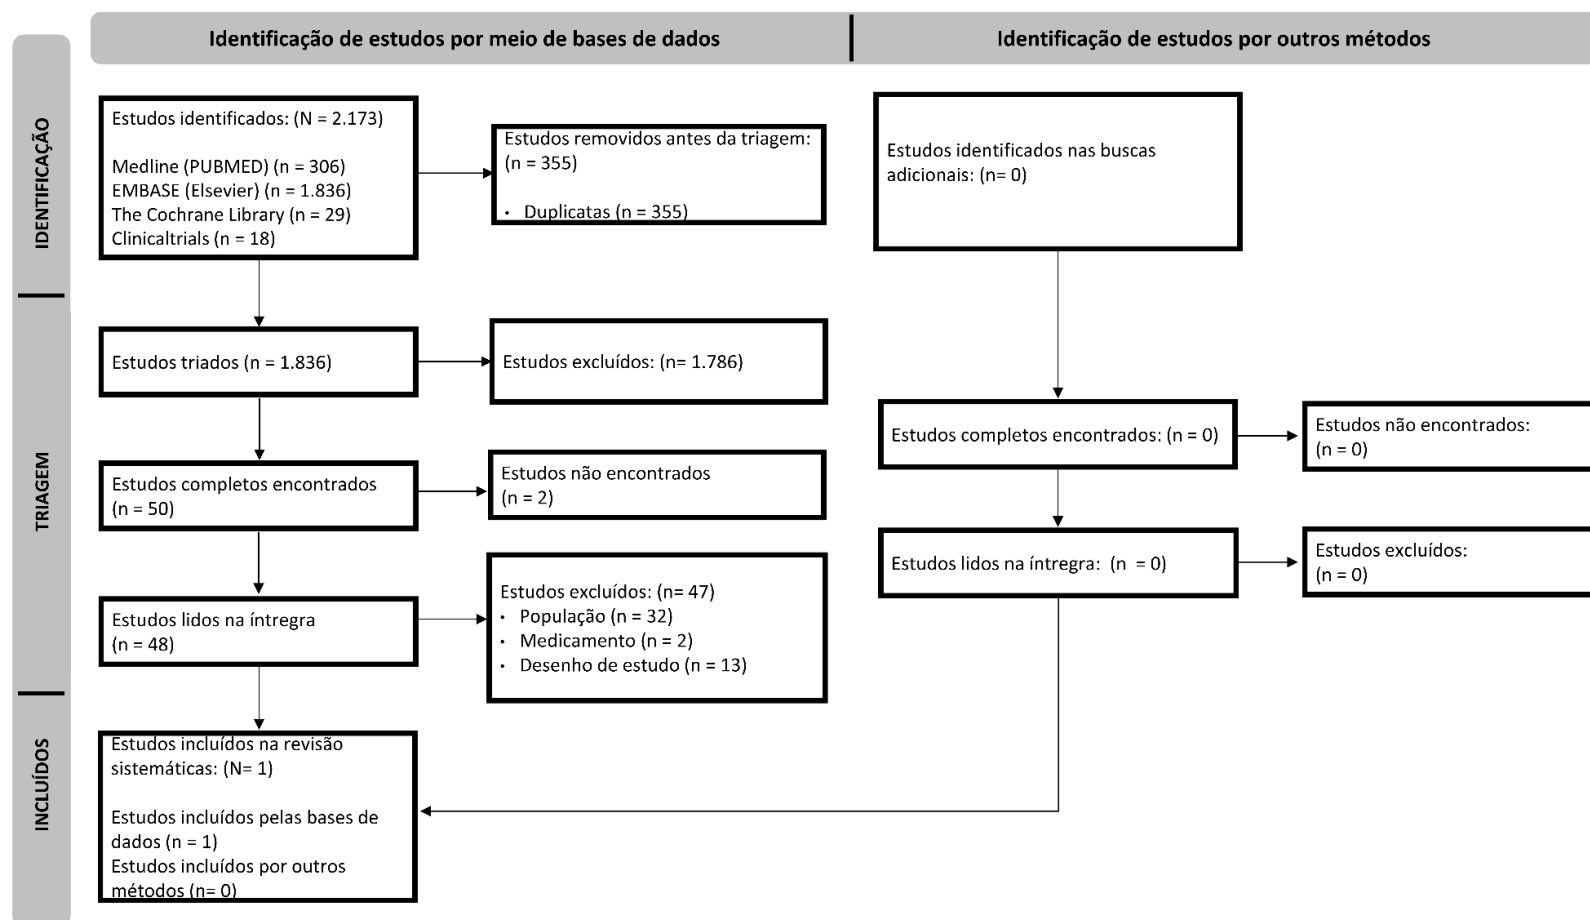 Identificação de estudos por meio de bases de dados
Identificação de estudos por outros métodos
IDENTIFICAÇÃO
Estudos identificados: (N = 2.173)
Medline (PUBMED) (n = 306)
EMBASE (Elsevier) (n = 1.836)
The Cochrane Library (n = 29)
Clinicaltrials (n = 18)
Estudos removidos antes da triagem:
(n = 355)
• Duplicatas (n = 355)
Estudos identificados nas buscas
adicionais: (n= 0)
TRIAGEM
Estudos triados (n = 1.836)
Estudos excluídos: (n= 1.786)
Estudos completos encontrados
(n = 50)
Estudos não encontrados
(n = 2)
Estudos lidos na íntregra
(n = 48)
Estudos excluídos: (n= 47)
• População (n = 32)
• Medicamento (n = 2)
• Desenho de estudo (n = 13)
Estudos completos encontrados: (n = 0)
Estudos não encontrados:
(n = 0)
Estudos lidos na íntregra:  (n  = 0)
Estudos excluídos:
(n = 0)
INCLUÍDOS
Estudos incluídos na revisão
sistemáticas: (N= 1)
Estudos incluídos pelas bases de
dados (n = 1)
Estudos incluídos por outros
métodos (n= 0)